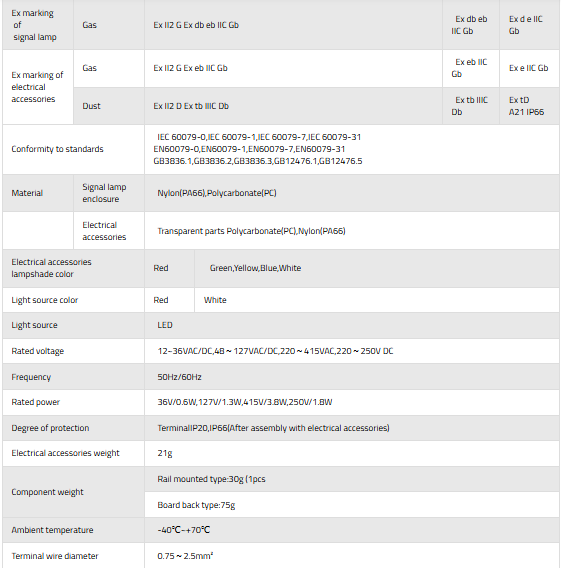 Ex marking
of
signal lamp
Gas
Ex II2 G Ex db eb IIC Gb
Ex db eb
IIC Gb
Ex d e IIC
Gb
Ex marking of
electrical
accessories
Gas
Ex II2 G Ex eb IIC Gb
Ex eb IIC
Gb
Ex e IIC Gb
Dust
Ex II2 D Ex tb IIIC Db
Ex tb IIIC
Db
Ex tD
A21 IP66
Conformity to standards
IEC 60079-0,IEC 60079-1,IEC 60079-7,IEC 60079-31
EN60079-0,EN60079-1,EN60079-7,EN60079-31
GB3836.1,GB3836.2,GB3836.3,GB12476.1,GB12476.5
Material
Signal lamp
enclosure
Nylon(PA66),Polycarbonate(PC)
Electrical
accessories
Transparent parts Polycarbonate(PC),Nylon(PA66)
Electrical accessories
lampshade color
Red
Green,Yellow,Blue,White
Light source color
Red
White
Light source
LED
Rated voltage
12~36VAC/DC,48～127VAC/DC,220～415VAC,220～250V DC
Frequency
50Hz/60Hz
Rated power
36V/0.6W,127V/1.3W,415V/3.8W,250V/1.8W
Degree of protection
TerminalIP20,IP66(After assembly with electrical accessories)
Electrical accessories weight
21g
Component weight
Rail mounted type:30g (1pcs
Board back type:75g
Ambient temperature
-40℃~+70℃
Terminal wire diameter
0.75～2.5mm²